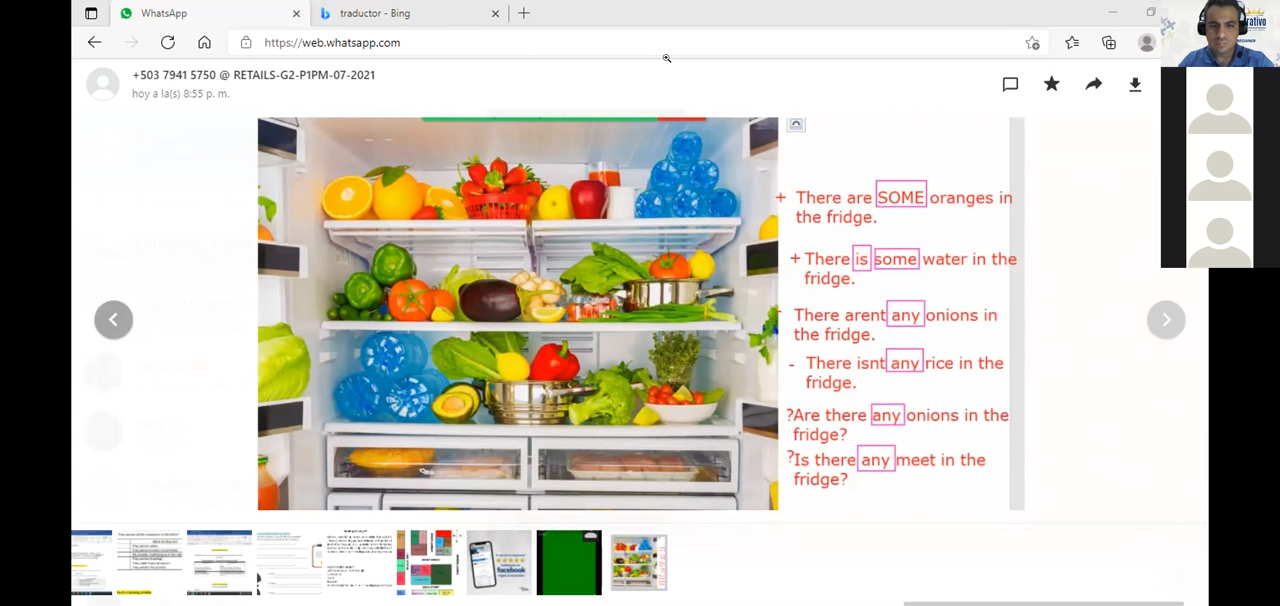 WhatsApp
traductor - Bing
https://web.whatsapp.com
rativo
+503 7941 5750 @ RETAILS-G2-P1PM-07-2021
hoy a la(s) 8:55 p. m.
+ There are SOME oranges in
the fridge.
+ There is some water in the
fridge.
- There arent any onions in
the fridge.
- There isnt any rice in the
fridge.
?Are there any onions in the
fridge?
?Is there any meet in the
fridge?
facebook